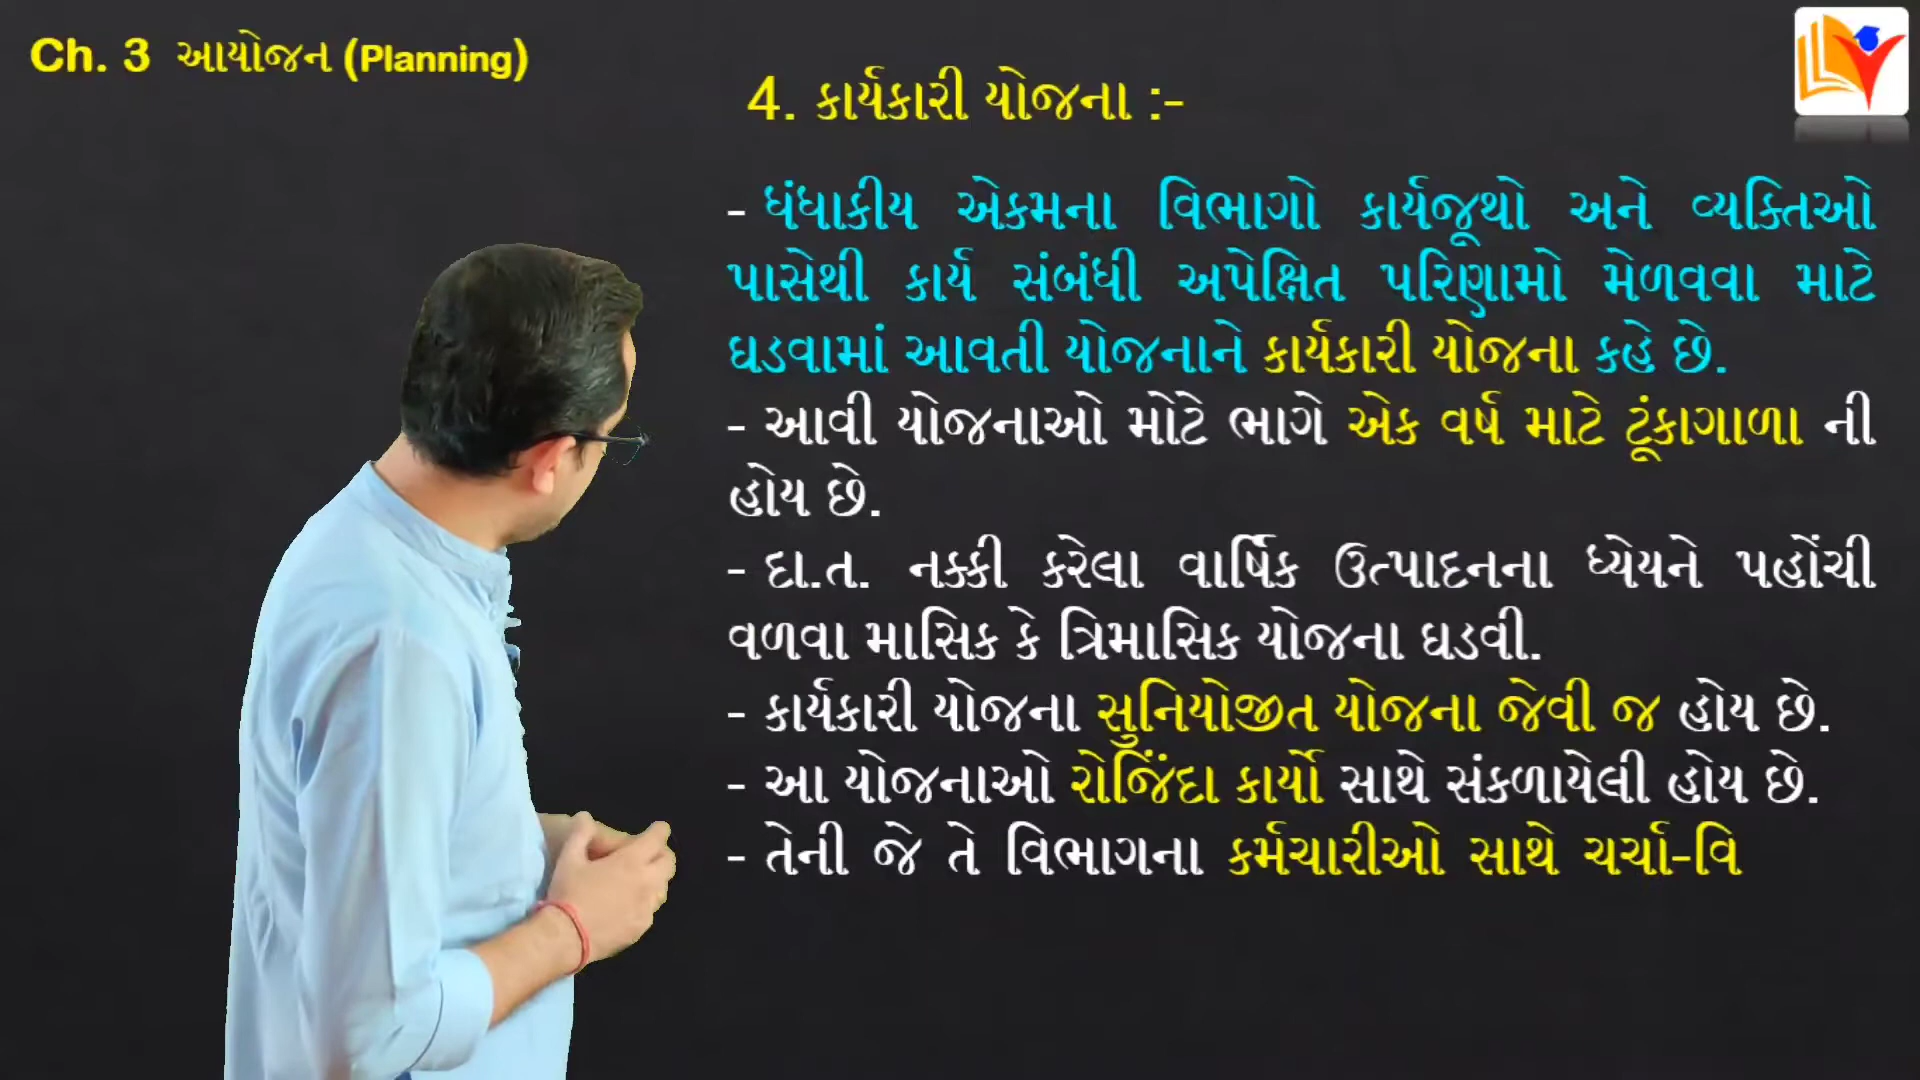 Ch. 3 આયોજન (Planning)
4. કાર્યકારી યોજના :-
- ધંધાકીય એકમના વિભાગો કાર્યજૂથો અને વ્યક્તિઓ
પાસેથી કાર્ય સંબંધી અપેક્ષિત પરિણામો મેળવવા માટે
ઘડવામાં આવતી યોજનાને કાર્યકારી યોજના કહે છે.
- આવી યોજનાઓ મોટે ભાગે એક વર્ષ માટે ટૂંકાગાળા ની
હોય છે.
- દા.ત. નક્કી કરેલા વાર્ષિક ઉત્પાદનના ધ્યેયને પહોંચી
વળવા માસિક કે ત્રિમાસિક યોજના ઘડવી.
- કાર્યકારી યોજના સુનિયોજીત યોજના જેવી જ હોય છે.
- આ યોજનાઓ રોજિંદા કાર્યો સાથે સંકળાયેલી હોય છે.
- તેની જે તે વિભાગના કર્મચારીઓ સાથે ચર્ચા-વિ